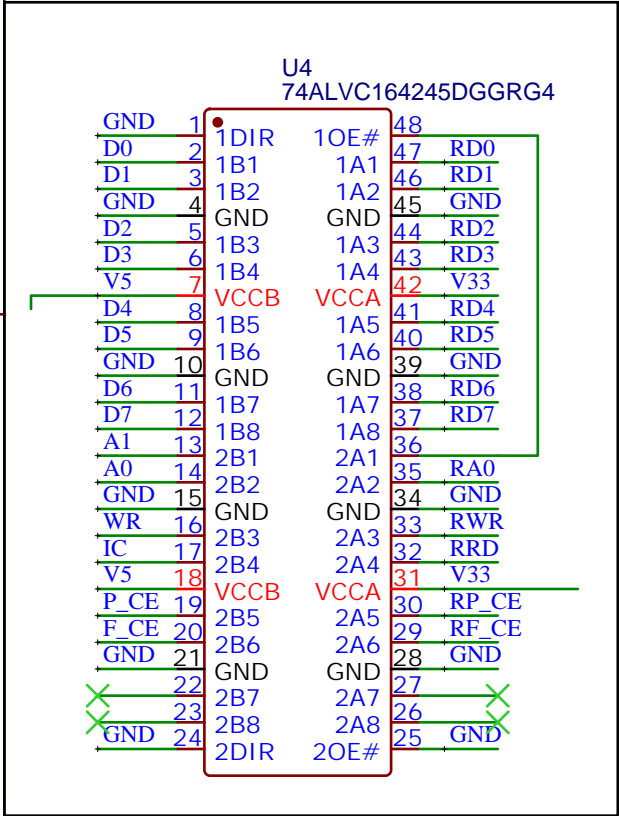 U4
74ALVC164245DGGRG4
GND 1 1DIR 1OE# 48
D0 2 1B1 1A1 47 RD0
D1 3 1B2 1A2 46 RD1
GND 4 GND GND 45 GND
D2 5 1B3 1A3 44 RD2
D3 6 1B4 1A4 43 RD3
V5 7 VCCB VCCA 42 V33
D4 8 1B5 1A5 41 RD4
D5 9 1B6 1A6 40 RD5
GND 10 GND GND 39 GND
D6 11 1B7 1A7 38 RD6
D7 12 1B8 1A8 37 RD7
A1 13 2B1 2A1 36
A0 14 2B2 2A2 35 RA0
GND 15 GND GND 34 GND
WR 16 2B3 2A3 33 RWR
IC 17 2B4 2A4 32 RRD
V5 18 VCCB VCCA 31 V33
P_CE 19 2B5 2A5 30 RP_CE
F_CE 20 2B6 2A6 29 RF_CE
GND 21 GND GND 28 GND
22 2B7 2A7 27
23 2B8 2A8 26
GND 24 2DIR 2OE# 25 GND